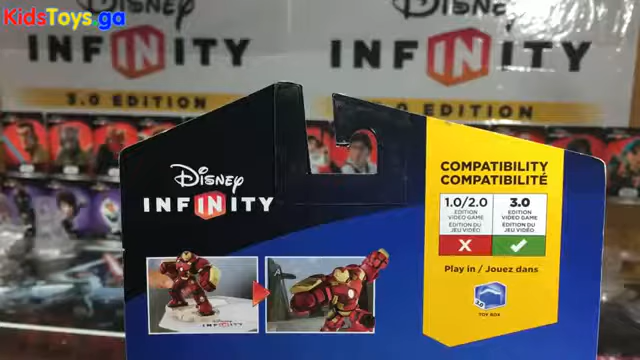 KidsToys.ga
DISNEY
INFINITY
3.0 EDITION
DISNEY
INFINITY
3.0 EDITION
DISNEY
INFINITY
INFINITY
COMPATIBILITY
COMPATIBILITÉ
1.0/2.0
EDITION
VIDEO GAME
ÉDITION DU
JEU VIDÉO
X
3.0
EDITION
VIDEO GAME
ÉDITION DU
JEU VIDÉO
Play in / Jouez dans
3.0
TOY BOX